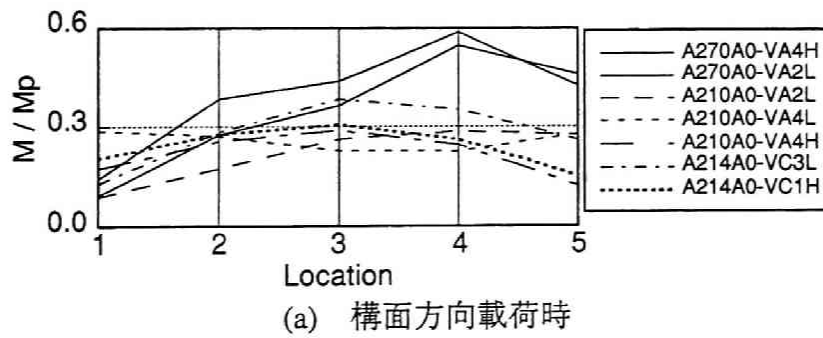 0.6
0.3
0.0
M / Mp
1 2 3 4 5
Location
A270A0-VA4H
A270A0-VA2L
A210A0-VA2L
A210A0-VA4L
A210A0-VA4H
A214A0-VC3L
A214A0-VC1H
(a) 構面方向載荷時